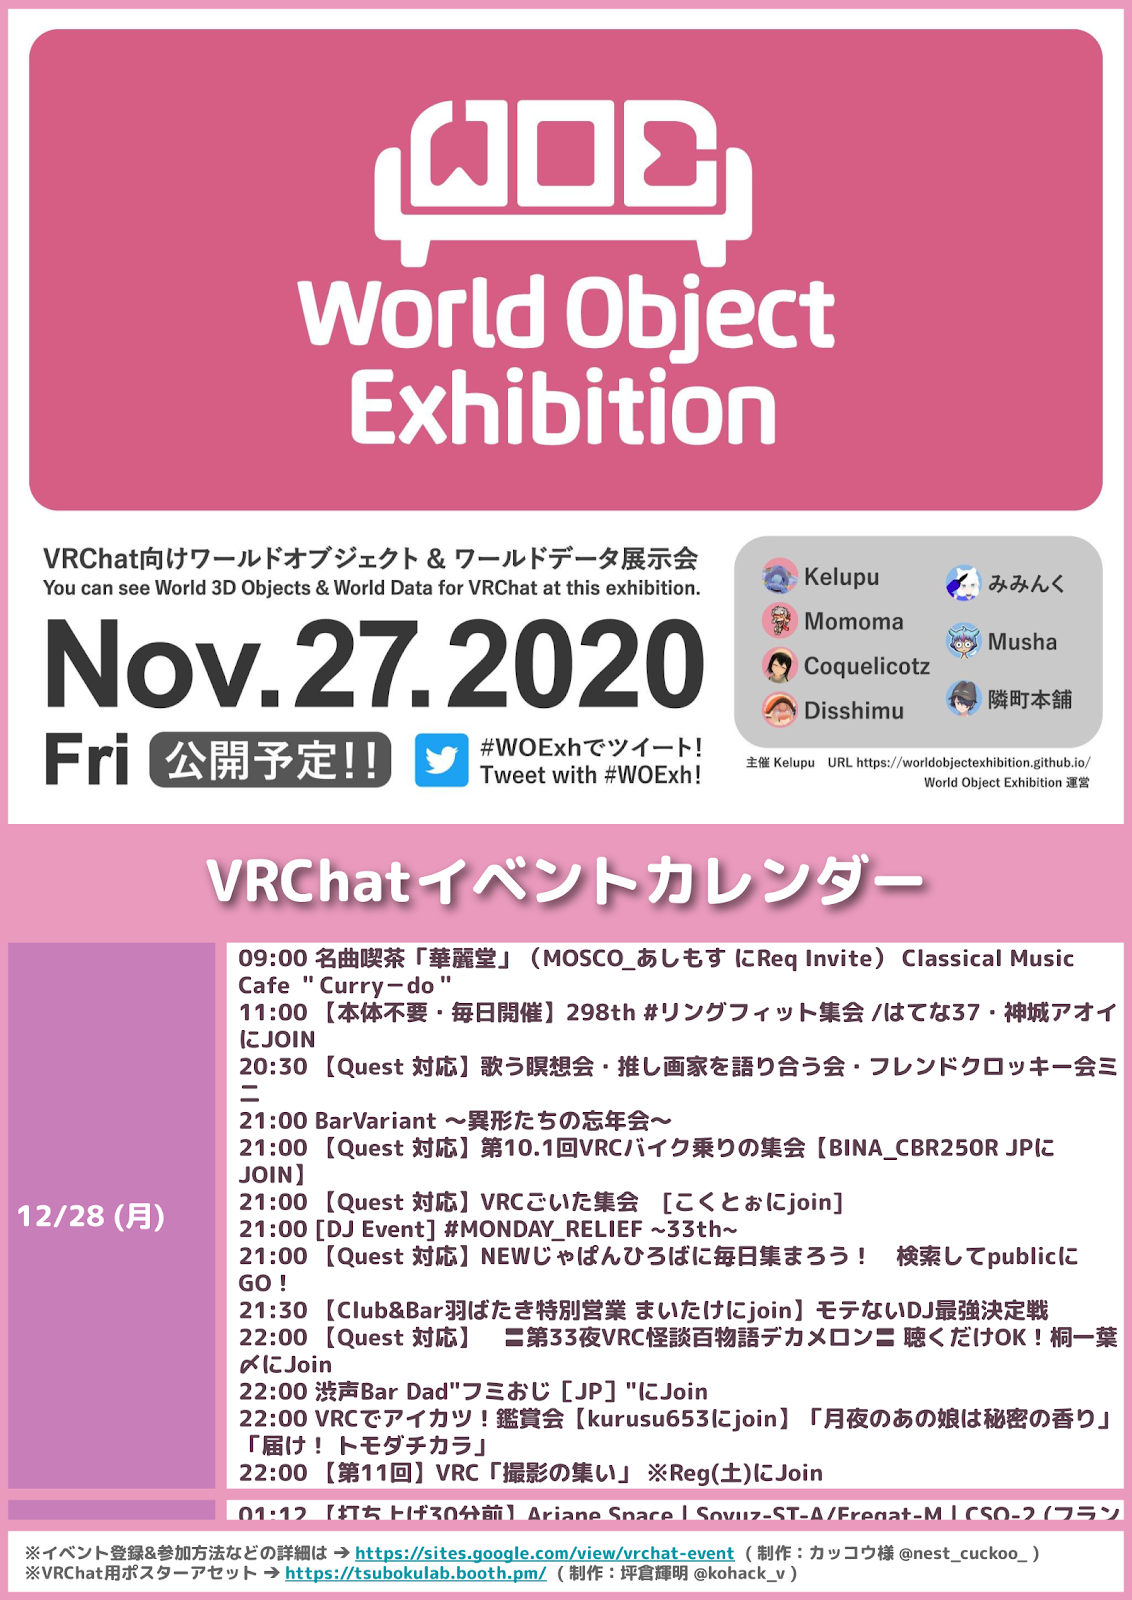 WOE
World Object
Exhibition
VRChat向けワールドオブジェクト & ワールドデータ展示会
You can see World 3D Objects & World Data for VRChat at this exhibition.
Nov.27.2020
Fri 公開予定!!
#WOExhでツイート!
Tweet with #WOExh!
Kelupu
Momoma
Coquelicotz
Disshimu
みみんく
Musha
隣町本舗
主催 Kelupu URL https://worldobjectexhibition.github.io/
World Object Exhibition 運営
VRChatイベントカレンダー
12/28 (月)
09:00 名曲喫茶「華麗堂」（MOSCO_あしもす にReq Invite） Classical Music
Cafe ＂Curry－do＂
11:00 【本体不要・毎日開催】298th #リングフィット集会 /はてな37・神城アオイ
にJOIN
20:30 【Quest 対応】歌う瞑想会・推し画家を語り合う会・フレンドクロッキー会ミ
ニ
21:00 BarVariant ～異形たちの忘年会～
21:00 【Quest 対応】第10.1回VRCバイク乗りの集会【BINA_CBR250R JPに
JOIN】
21:00 【Quest 対応】VRCごいた集会　[こくとぉにjoin]
21:00 [DJ Event] #MONDAY_RELIEF ~33th~
21:00 【Quest 対応】NEWじゃぱんひろばに毎日集まろう！　検索してpublicに
GO！
21:30 【Club&Bar羽ばたき特別営業 まいたけにjoin】モテないDJ最強決定戦
22:00 【Quest 対応】　〓第33夜VRC怪談百物語デカメロン〓 聴くだけOK！桐一葉
〆にJoin
22:00 渋声Bar Dad"フミおじ［JP］"にJoin
22:00 VRCでアイカツ！鑑賞会【kurusu653にjoin】「月夜のあの娘は秘密の香り」
「届け！ トモダチカラ」
22:00 【第11回】VRC「撮影の集い」 ※Reg(土)にJoin
01:12 【打ち上げ30分前】Ariane Space | Soyuz-ST-A/Fregat-M | CSO-2 (フラン
※イベント登録&参加方法などの詳細は → https://sites.google.com/view/vrchat-event （制作：カッコウ様 @nest_cuckoo_ )
※VRChat用ポスターアセット → https://tsubokulab.booth.pm/ （制作：坪倉輝明 @kohack_v )